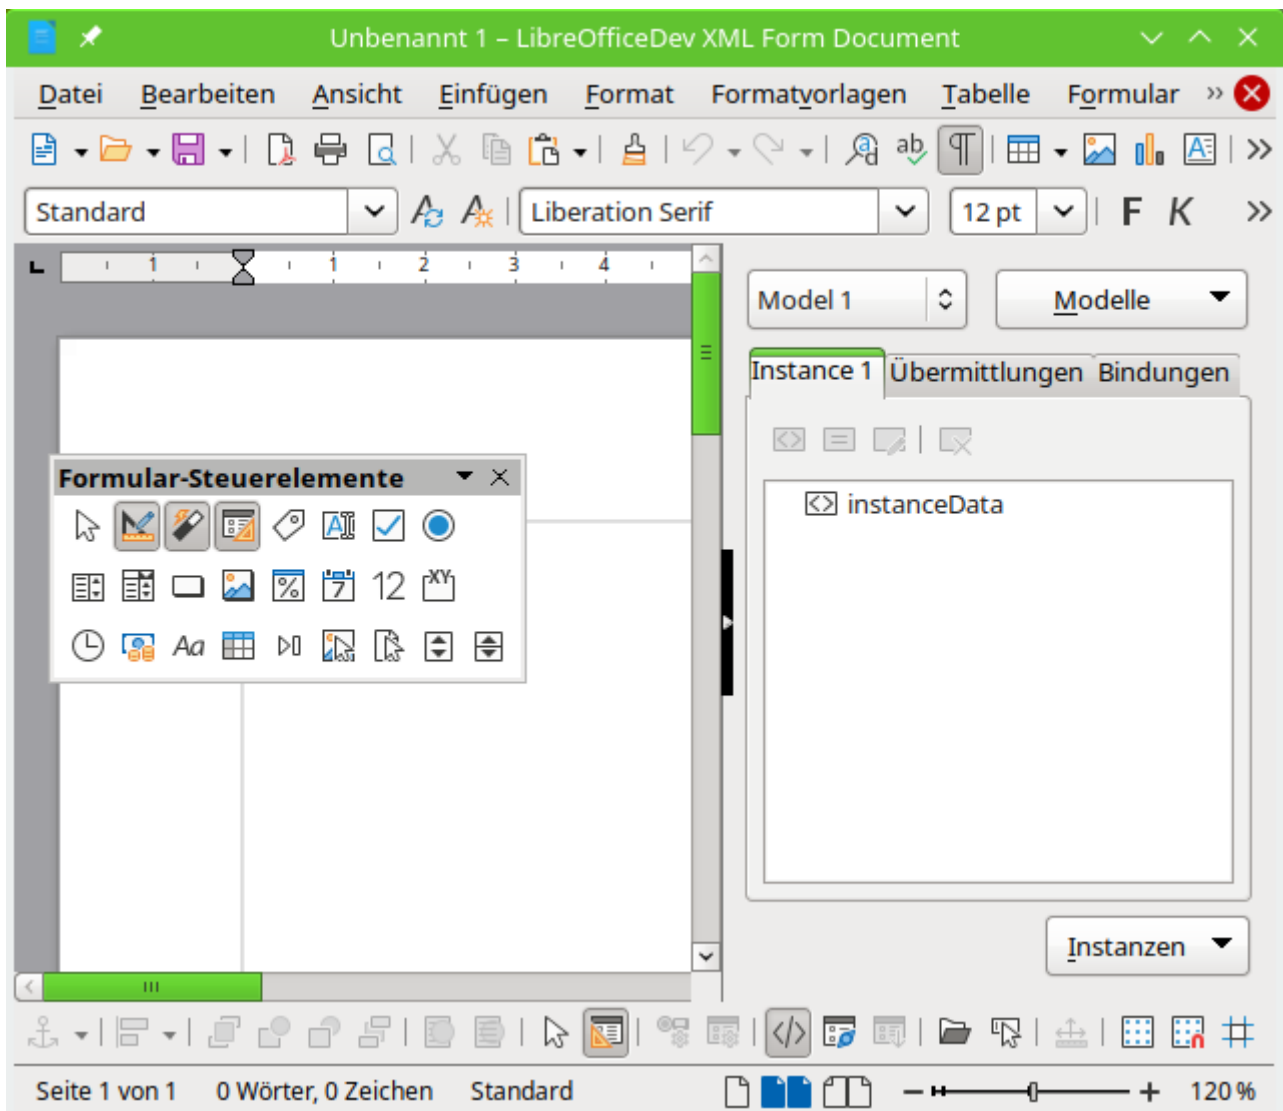 Unbenannt 1 – LibreOfficeDev XML Form Document
Datei Bearbeiten Ansicht Einfügen Format Formatvorlagen Tabelle Formular »
Standard Liberation Serif 12 pt F K »
1 1 2 3 4
Model 1 Modelle
Instance 1 Übermittlungen Bindungen
instanceData
Formular-Steuerelemente
12 XY
Aa
Instanzen
Seite 1 von 1 0 Wörter, 0 Zeichen Standard 120 %